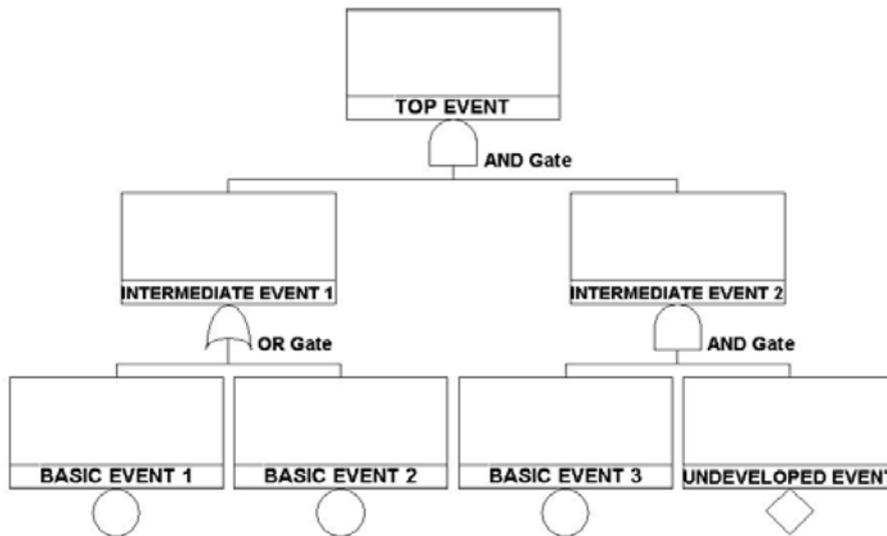 TOP EVENT
AND Gate
INTERMEDIATE EVENT 1
INTERMEDIATE EVENT 2
OR Gate
AND Gate
BASIC EVENT 1
BASIC EVENT 2
BASIC EVENT 3
UNDEVELOPED EVENT